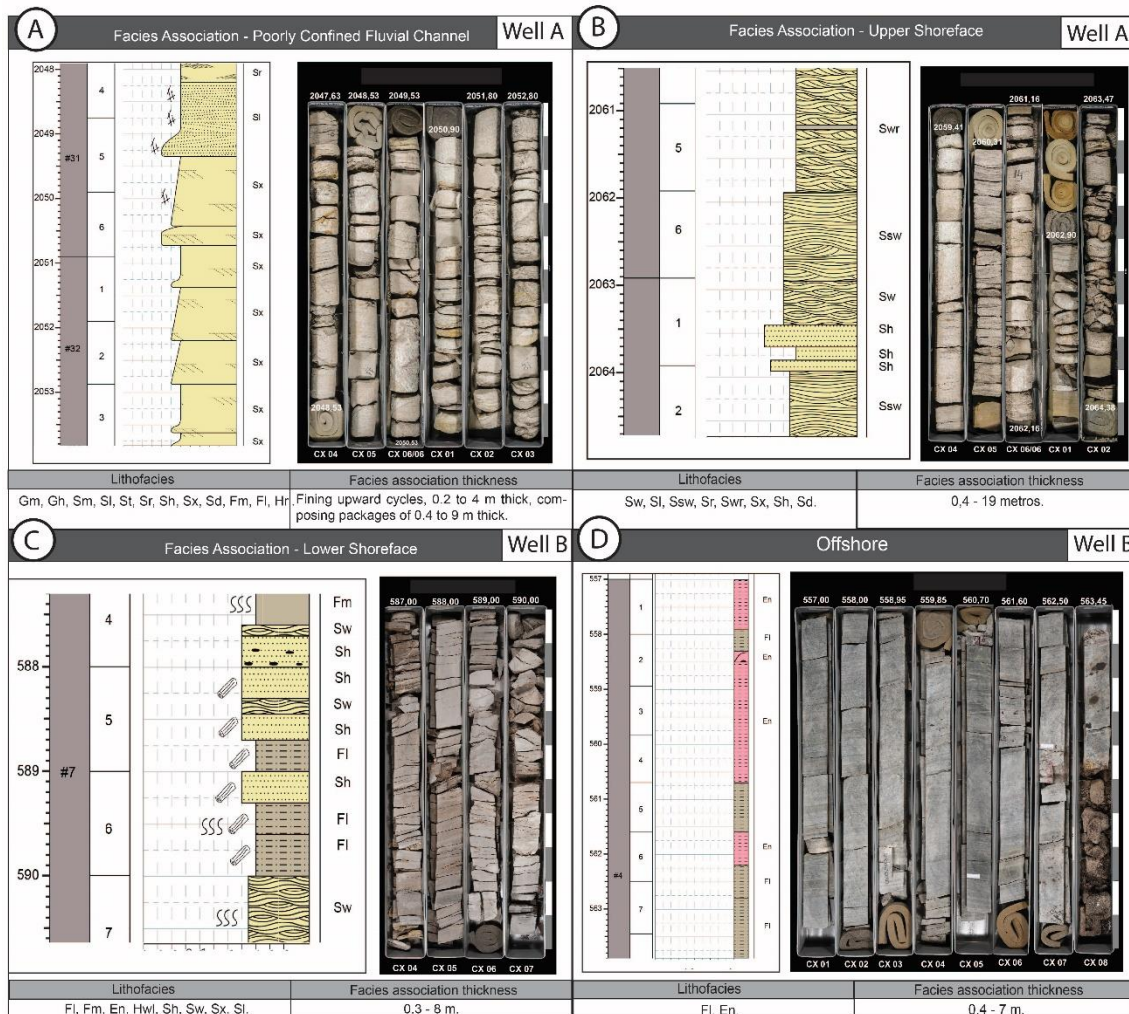 A
Facies Association - Poorly Confined Fluvial Channel
Well A
2048
2049
2050
2051
2052
2053
#31
#32
4
5
6
1
2
3
Sr
Sl
Sx
Sx
Sx
Sx
Sx
Sx
Sx
2047,63 2048,53 2049,53 2051,80 2052,80
2050,90
2048,53
2050,53
CX 04 CX 05 CX 06/06 CX 01 CX 02 CX 03
Lithofacies
Facies association thickness
Gm, Gh, Sm, Sl, St, Sr, Sh, Sx, Sd, Fm, Fl, Hr.
Fining upward cycles, 0.2 to 4 m thick, com-
posing packages of 0.4 to 9 m thick.
B
Facies Association - Upper Shoreface
Well A
2061
2062
2063
2064
5
6
1
2
Swr
Ssw
Sw
Sh
Sh
Sh
Ssw
2061,16 2063,47
2059,41
2060,31
2062,90
2064,38
2062,16
CX 04 CX 05 CX 06/06 CX 01 CX 02
Lithofacies
Facies association thickness
Sw, Sl, Ssw, Sr, Swr, Sx, Sh, Sd.
0,4 - 19 metros.
C
Facies Association - Lower Shoreface
Well B
588
589
590
#7
4
5
6
7
Fm
Sw
Sh
Sh
Sw
Sh
Fl
Sh
Fl
Fl
Sw
587,00 588,00 589,00 590,00
CX 04 CX 05 CX 06 CX 07
Lithofacies
Facies association thickness
Fl, Fm, En, Hwl, Sh, Sw, Sx, Sl.
0.3 - 8 m.
D
Offshore
Well B
557
558
559
560
561
562
563
#4
1
2
3
4
5
6
7
En
Fl
En
En
En
Fl
Fl
557,00 558,00 558,95 559,85 560,70 561,60 562,50 563,45
CX 01 CX 02 CX 03 CX 04 CX 05 CX 06 CX 07 CX 08
Lithofacies
Facies association thickness
Fl, En.
0.4 - 7 m.